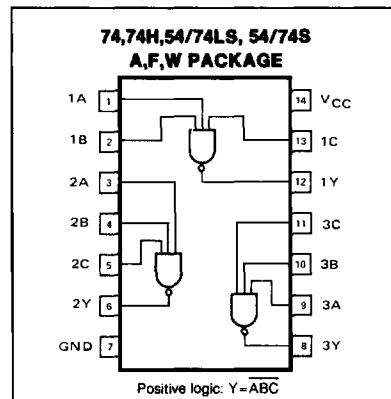 74,74H,54/74LS, 54/74S
A,F,W PACKAGE
1A 1 14 VCC
1B 2 13 1C
2A 3 12 1Y
2B 4 11 3C
2C 5 10 3B
2Y 6 9 3A
GND 7 8 3Y
Positive logic: Y=A̅B̅C̅